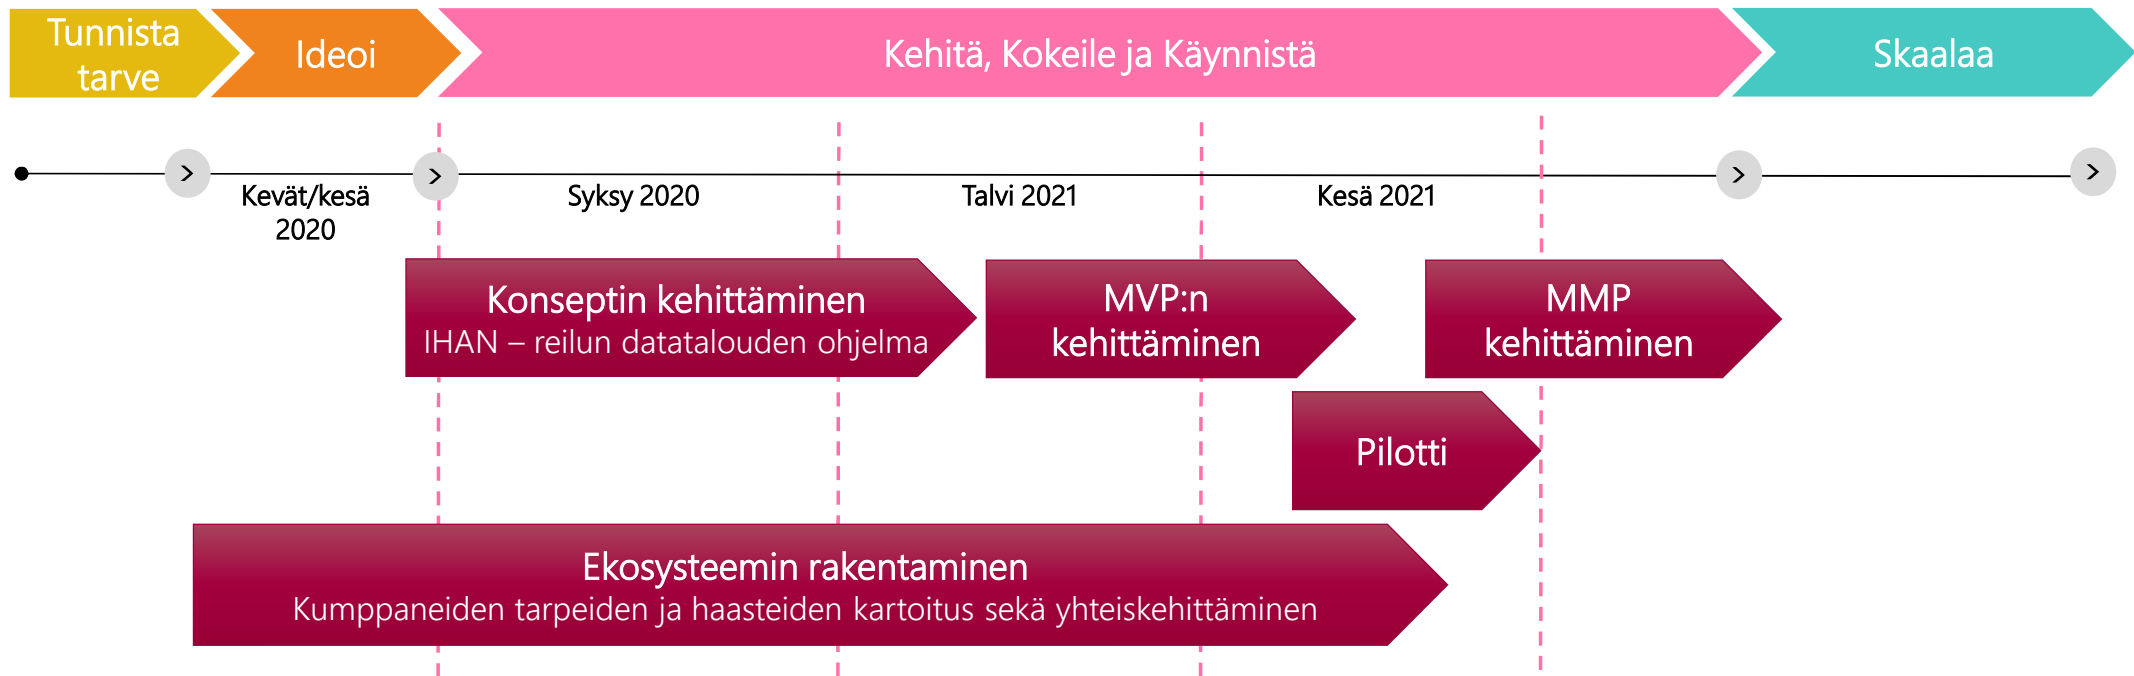 Tunnista
tarve
Ideoi
Kehitä, Kokeile ja Käynnistä
Skaalaa
Kevät/kesä
2020
Syksy 2020
Talvi 2021
Kesä 2021
Konseptin kehittäminen
IHAN – reilun datatalouden ohjelma
MVP:n
kehittäminen
MMP
kehittäminen
Pilotti
Ekosysteemin rakentaminen
Kumppaneiden tarpeiden ja haasteiden kartoitus sekä yhteiskehittäminen